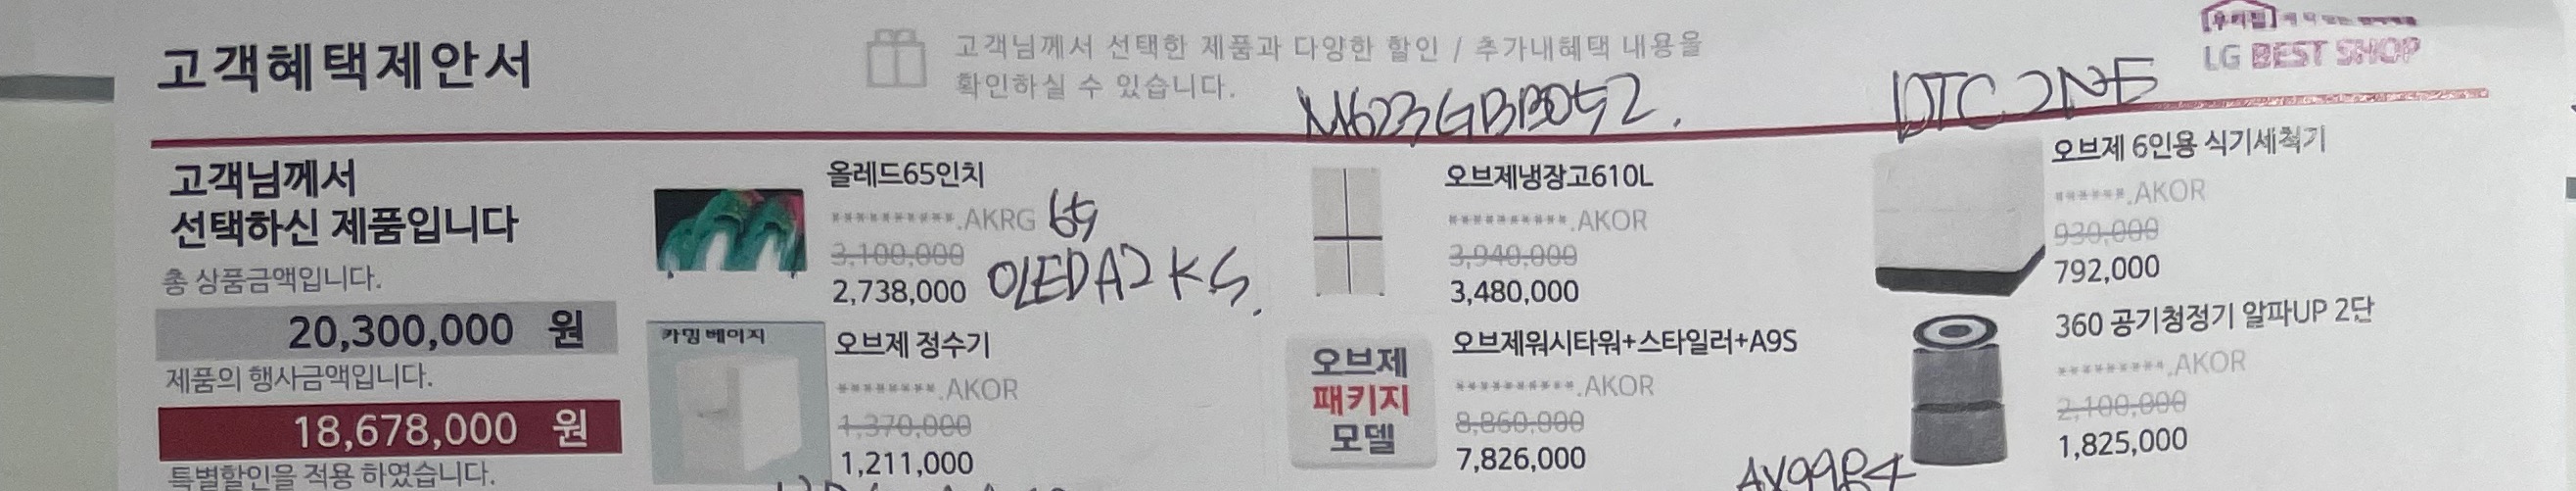 고객혜택제안서
고객님께서 선택한 제품과 다양한 할인 / 추가내혜택 내용을
확인하실 수 있습니다.
LG BEST SHOP
M623GBB052.
DTC2NE
고객님께서
선택하신 제품입니다
총 상품금액입니다.
20,300,000 원
제품의 행사금액입니다.
18,678,000 원
특별할인을 적용 하였습니다.
올레드65인치
**********.AKRG 65
3,100,000
2,738,000 OLEDA2KS.
카밍 베이지
오브제 정수기
********.AKOR
1,370,000
1,211,000
오브제냉장고610L
**********.AKOR
3,940,000
3,480,000
오브제
패키지
모델
오브제워시타워+스타일러+A9S
**********.AKOR
8,860,000
7,826,000
오브제 6인용 식기세척기
******.AKOR
930,000
792,000
360 공기청정기 알파UP 2단
*********.AKOR
2,100,000
1,825,000